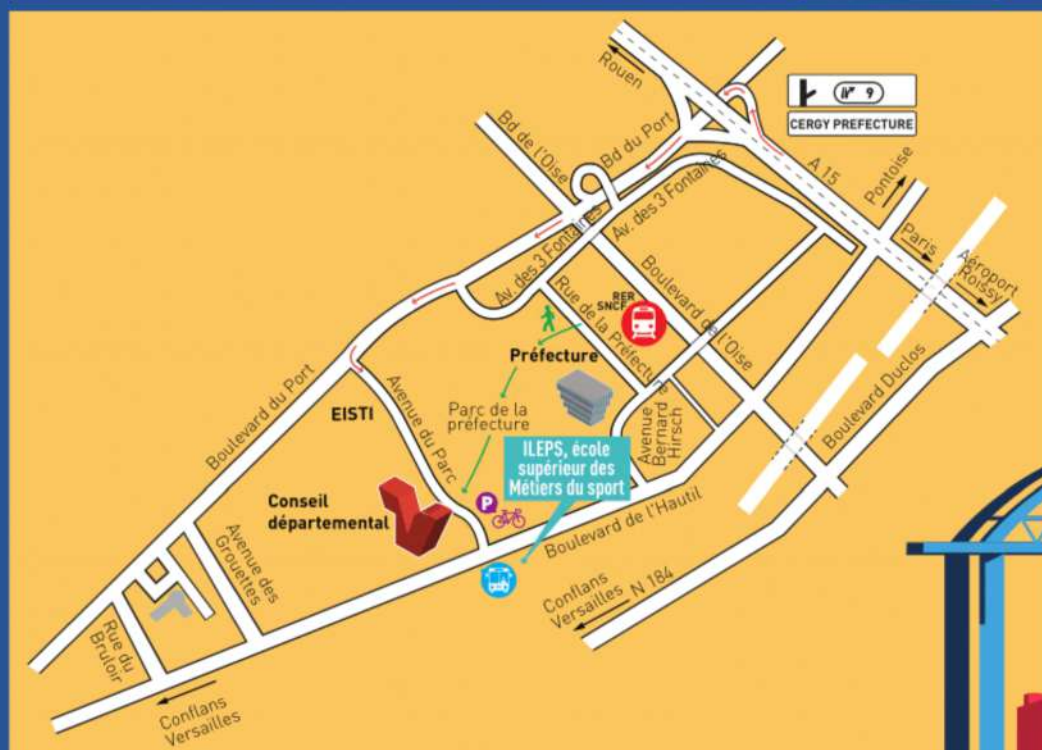 Rouen
9
CERGY PREFECTURE
Bd de l'Oise
Bd du Port
A 15
Pontoise
Av. des 3 Fontaines
Av. des 3 Fontaines
Paris
Aéroport
Roissy
Boulevard de l'Oise
RER
SNCF
Rue de la Préfecture
Préfecture
Boulevard Duclos
EISTI
Avenue du Parc
Parc de la
préfecture
Boulevard du Port
Avenue
Bernard
Hirsch
ILEPS, école
supérieur des
Métiers du sport
Conseil
départemental
P
Boulevard de l'Hautil
Avenue des
Grouettes
Conflans
Versailles
N 184
Rue du
Bruloir
Conflans
Versailles